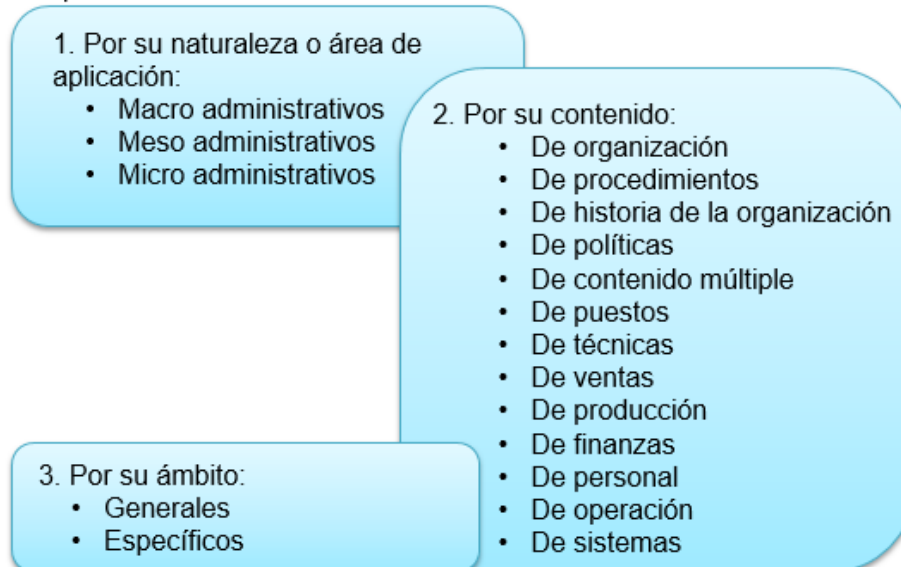 1. Por su naturaleza o área de
aplicación:
• Macro administrativos
• Meso administrativos
• Micro administrativos
2. Por su contenido:
• De organización
• De procedimientos
• De historia de la organización
• De políticas
• De contenido múltiple
• De puestos
• De técnicas
• De ventas
• De producción
• De finanzas
• De personal
• De operación
• De sistemas
3. Por su ámbito:
• Generales
• Específicos